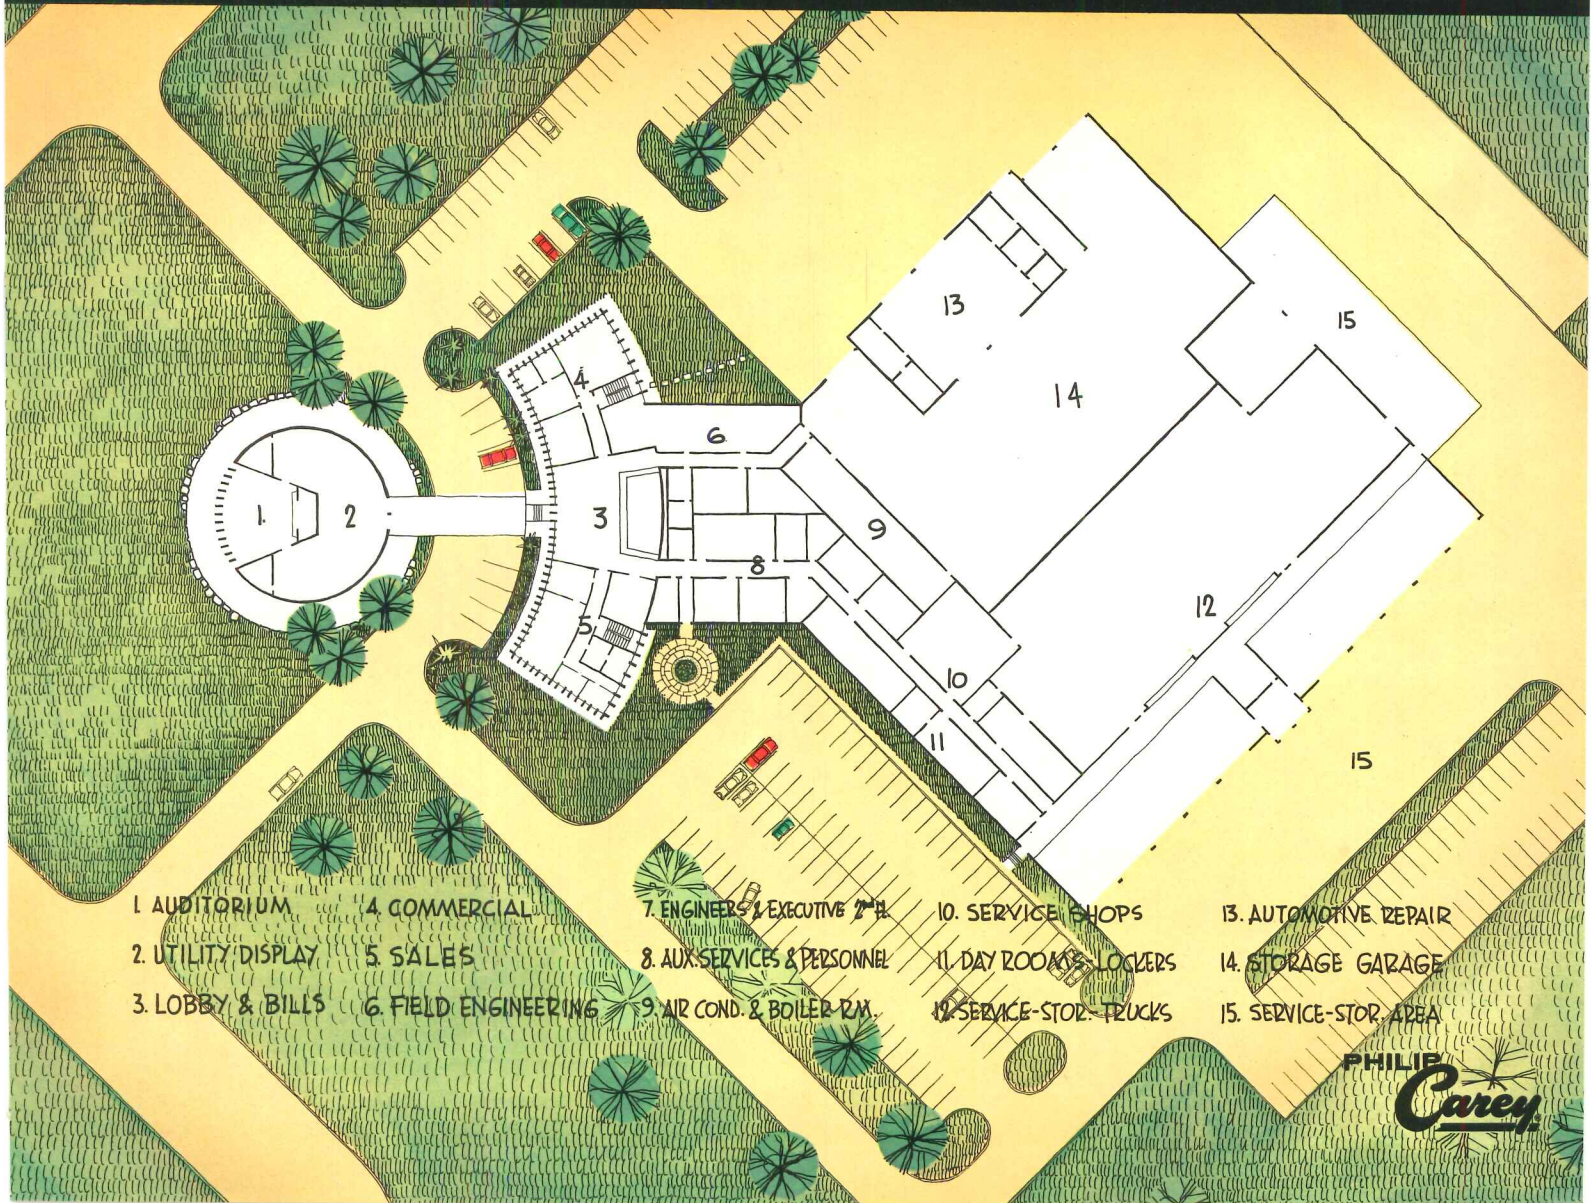 13
15
4
14
6
1.
2
3
9
8
12
5
10
11
15
1. AUDITORIUM
2. UTILITY DISPLAY
3. LOBBY & BILLS
4. COMMERCIAL
5. SALES
6. FIELD ENGINEERING
7. ENGINEERS & EXECUTIVE 2nd FL.
8. AUX. SERVICES & PERSONNEL
9. AIR COND. & BOILER RM.
10. SERVICE SHOPS
11. DAY ROOMS - LOCKERS
12. SERVICE-STOR.-TRUCKS
13. AUTOMOTIVE REPAIR
14. STORAGE GARAGE
15. SERVICE-STOR. AREA
PHILIP
Carey